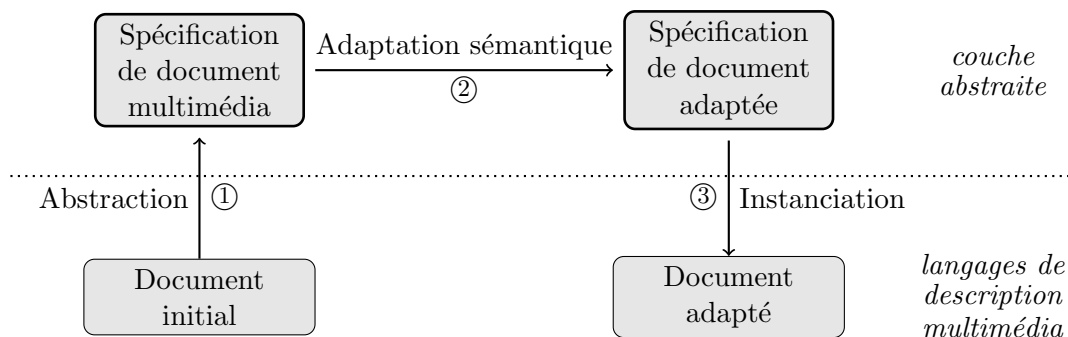 Spécification
de document
multimédia
Adaptation sémantique
②
Spécification
de document
adaptée
couche
abstraite
Abstraction
①
③
Instanciation
Document
initial
Document
adapté
langages de
description
multimédia